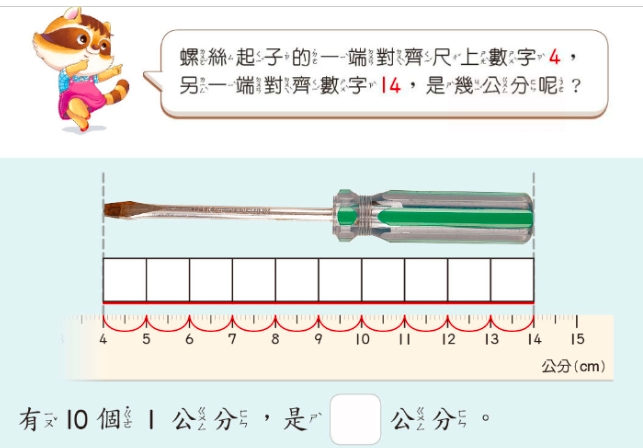 螺絲起子的一端對齊尺上數字4，
另一端對齊數字14，是幾公分呢？
4 5 6 7 8 9 10 11 12 13 14 15
公分(cm)
有10個1公分，是 公分。